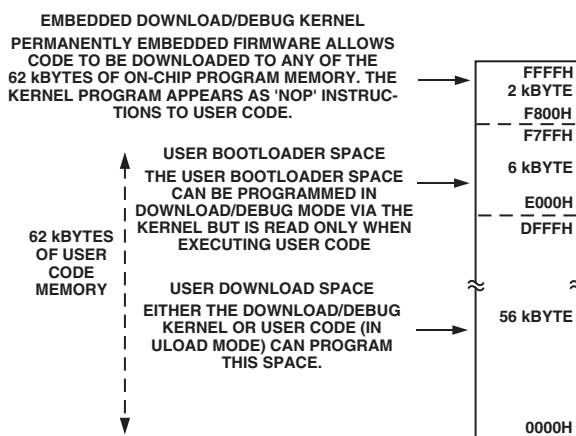 EMBEDDED DOWNLOAD/DEBUG KERNEL
PERMANENTLY EMBEDDED FIRMWARE ALLOWS
CODE TO BE DOWNLOADED TO ANY OF THE
62 kBYTES OF ON-CHIP PROGRAM MEMORY. THE
KERNEL PROGRAM APPEARS AS 'NOP' INSTRUC-
TIONS TO USER CODE.
FFFFH
2 kBYTE
F800H
F7FFH
USER BOOTLOADER SPACE
THE USER BOOTLOADER SPACE
CAN BE PROGRAMMED IN
DOWNLOAD/DEBUG MODE VIA THE
KERNEL BUT IS READ ONLY WHEN
EXECUTING USER CODE
6 kBYTE
E000H
DFFFH
62 kBYTES
OF USER
CODE
MEMORY
USER DOWNLOAD SPACE
EITHER THE DOWNLOAD/DEBUG
KERNEL OR USER CODE (IN
ULOAD MODE) CAN PROGRAM
THIS SPACE.
56 kBYTE
0000H